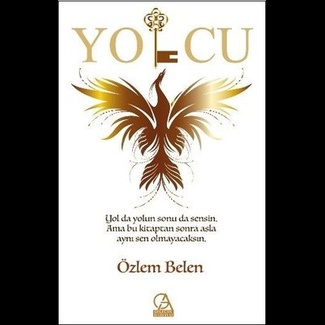 YOLCU
Yol da yolun sonu da sensin.
Ama bu kitaptan sonra asla
aynı sen olmayacaksın.
Özlem Belen